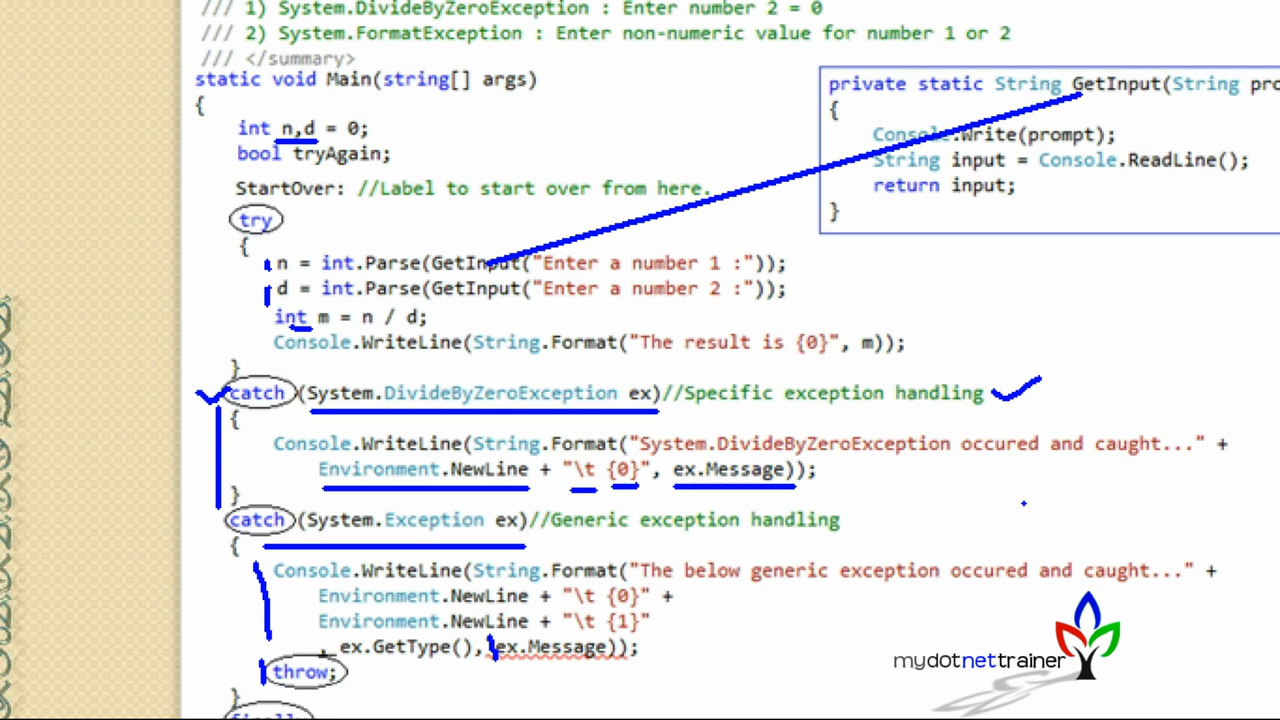 /// 1) System.DivideByZeroException : Enter number 2 = 0
/// 2) System.FormatException : Enter non-numeric value for number 1 or 2
/// </summary>
static void Main(string[] args)
{
int n,d = 0;
bool tryAgain;
StartOver: //Label to start over from here.
try
{
n = int.Parse(GetInput("Enter a number 1 :"));
d = int.Parse(GetInput("Enter a number 2 :"));
int m = n / d;
Console.WriteLine(String.Format("The result is {0}", m));
}
catch (System.DivideByZeroException ex)//Specific exception handling
{
Console.WriteLine(String.Format("System.DivideByZeroException occured and caught..." +
Environment.NewLine + "\t {0}", ex.Message));
}
catch (System.Exception ex)//Generic exception handling
{
Console.WriteLine(String.Format("The below generic exception occured and caught..." +
Environment.NewLine + "\t {0}" +
Environment.NewLine + "\t {1}"
, ex.GetType(), ex.Message));
throw;
}
finally
private static String GetInput(String pro
{
Console.Write(prompt);
String input = Console.ReadLine();
return input;
}
mydotnettrainer